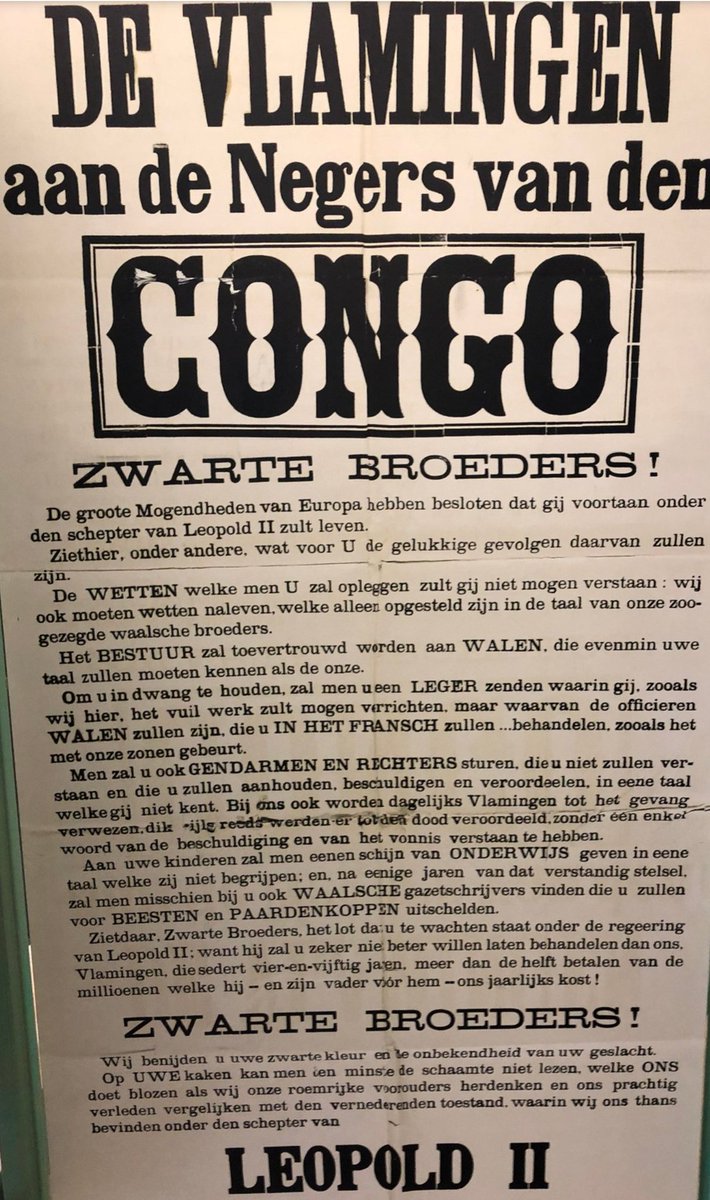 DE VLAMINGEN
aan de Negers van den
CONGO
ZWARTE BROEDERS!
De groote Mogendheden van Europa hebben besloten dat gij voortaan onder
den schepter van Leopold II zult leven.
Ziethier, onder andere, wat voor U de gelukkige gevolgen daarvan zullen
zijn.
De WETTEN welke men U zal opleggen zult gij niet mogen verstaan : wij
ook moeten wetten naleven, welke alleen opgesteld zijn in de taal van onze zoo-
gezegde waalsche broeders.
Het BESTUUR zal toevertrouwd worden aan WALEN, die evenmin uwe
taal zullen moeten kennen als de onze.
Om u in dwang te houden, zal men u een LEGER zenden waarin gij, zooals
wij hier, het vuil werk zult mogen verrichten, maar waarvan de officieren
WALEN zullen zijn, die u IN HET FRANSCH zullen ...behandelen, zooals het
met onze zonen gebeurt.
Men zal u ook GENDARMEN EN RECHTERS sturen, die u niet zullen ver-
staan en die u zullen aanhouden, beschuldigen en veroordeelen, in eene taal
welke gij niet kent. Bij ons ook worden dagelijks Vlamingen tot het gevang
verwezen, dikwijls reeds werden er tot den dood veroordeeld, zonder één enkel
woord van de beschuldiging en van het vonnis verstaan te hebben.
Aan uwe kinderen zal men eenen schijn van ONDERWIJS geven in eene
taal welke zij niet begrijpen; en, na eenige jaren van dat verstandig stelsel,
zal men misschien bij u ook WAALSCHE gazetschrijvers vinden die u zullen
voor BEESTEN en PAARDENKOPPEN uitschelden.
Zietdaar, Zwarte Broeders, het lot dat u te wachten staat onder de regeering
van Leopold II; want hij zal u zeker niet beter willen laten behandelen dan ons,
Vlamingen, die sedert vier-en-vijftig jaren, meer dan de helft betalen van de
millioenen welke hij – en zijn vader vóór hem – ons jaarlijks kost!
ZWARTE BROEDERS!
Wij benijden u uwe zwarte kleur en de onbekendheid van uw geslacht.
Op UWE kaken kan men ten minste de schaamte niet lezen, welke ONS
doet blozen als wij onze roemrijke voorouders herdenken en ons prachtig
verleden vergelijken met den vernederenden toestand, waarin wij ons thans
bevinden onder den schepter van
LEOPOLD II